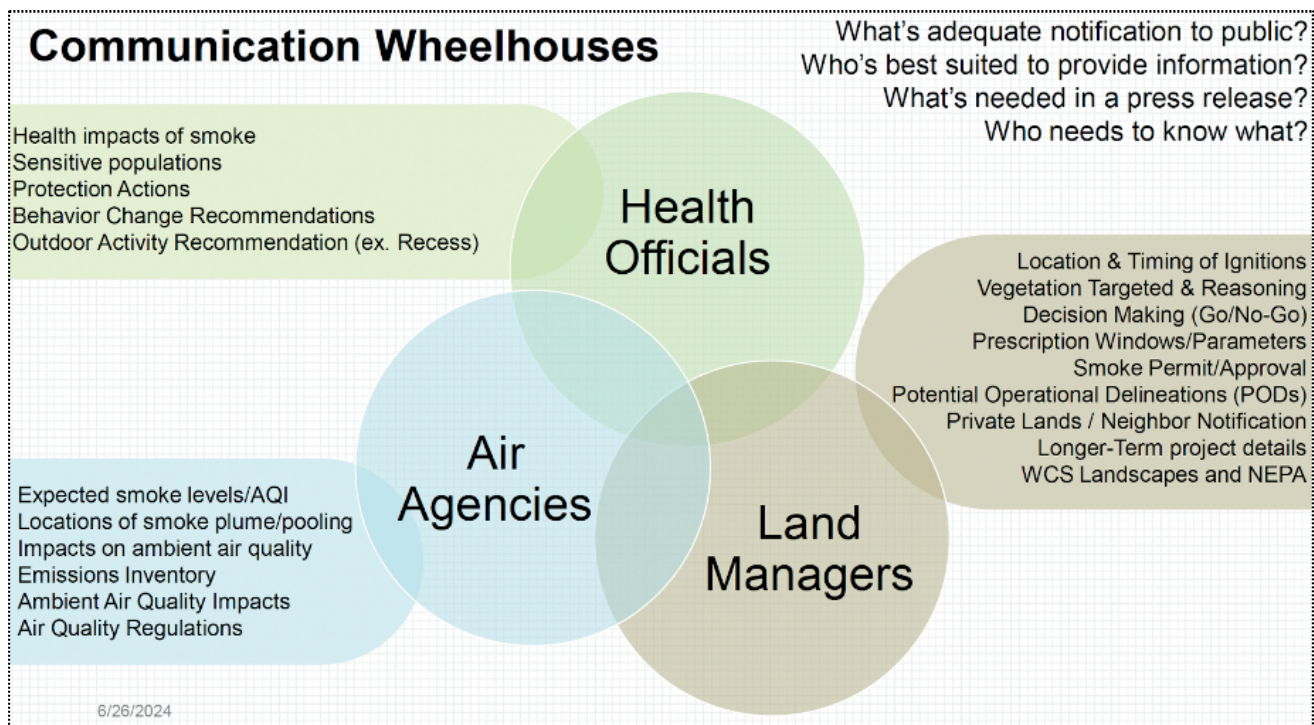 Communication Wheelhouses
What's adequate notification to public?
Who's best suited to provide information?
What's needed in a press release?
Who needs to know what?
Health impacts of smoke
Sensitive populations
Protection Actions
Behavior Change Recommendations
Outdoor Activity Recommendation (ex. Recess)
Health
Officials
Location & Timing of Ignitions
Vegetation Targeted & Reasoning
Decision Making (Go/No-Go)
Prescription Windows/Parameters
Smoke Permit/Approval
Potential Operational Delineations (PODs)
Private Lands / Neighbor Notification
Longer-Term project details
WCS Landscapes and NEPA
Air
Agencies
Expected smoke levels/AQI
Locations of smoke plume/pooling
Impacts on ambient air quality
Emissions Inventory
Ambient Air Quality Impacts
Air Quality Regulations
Land
Managers
6/26/2024